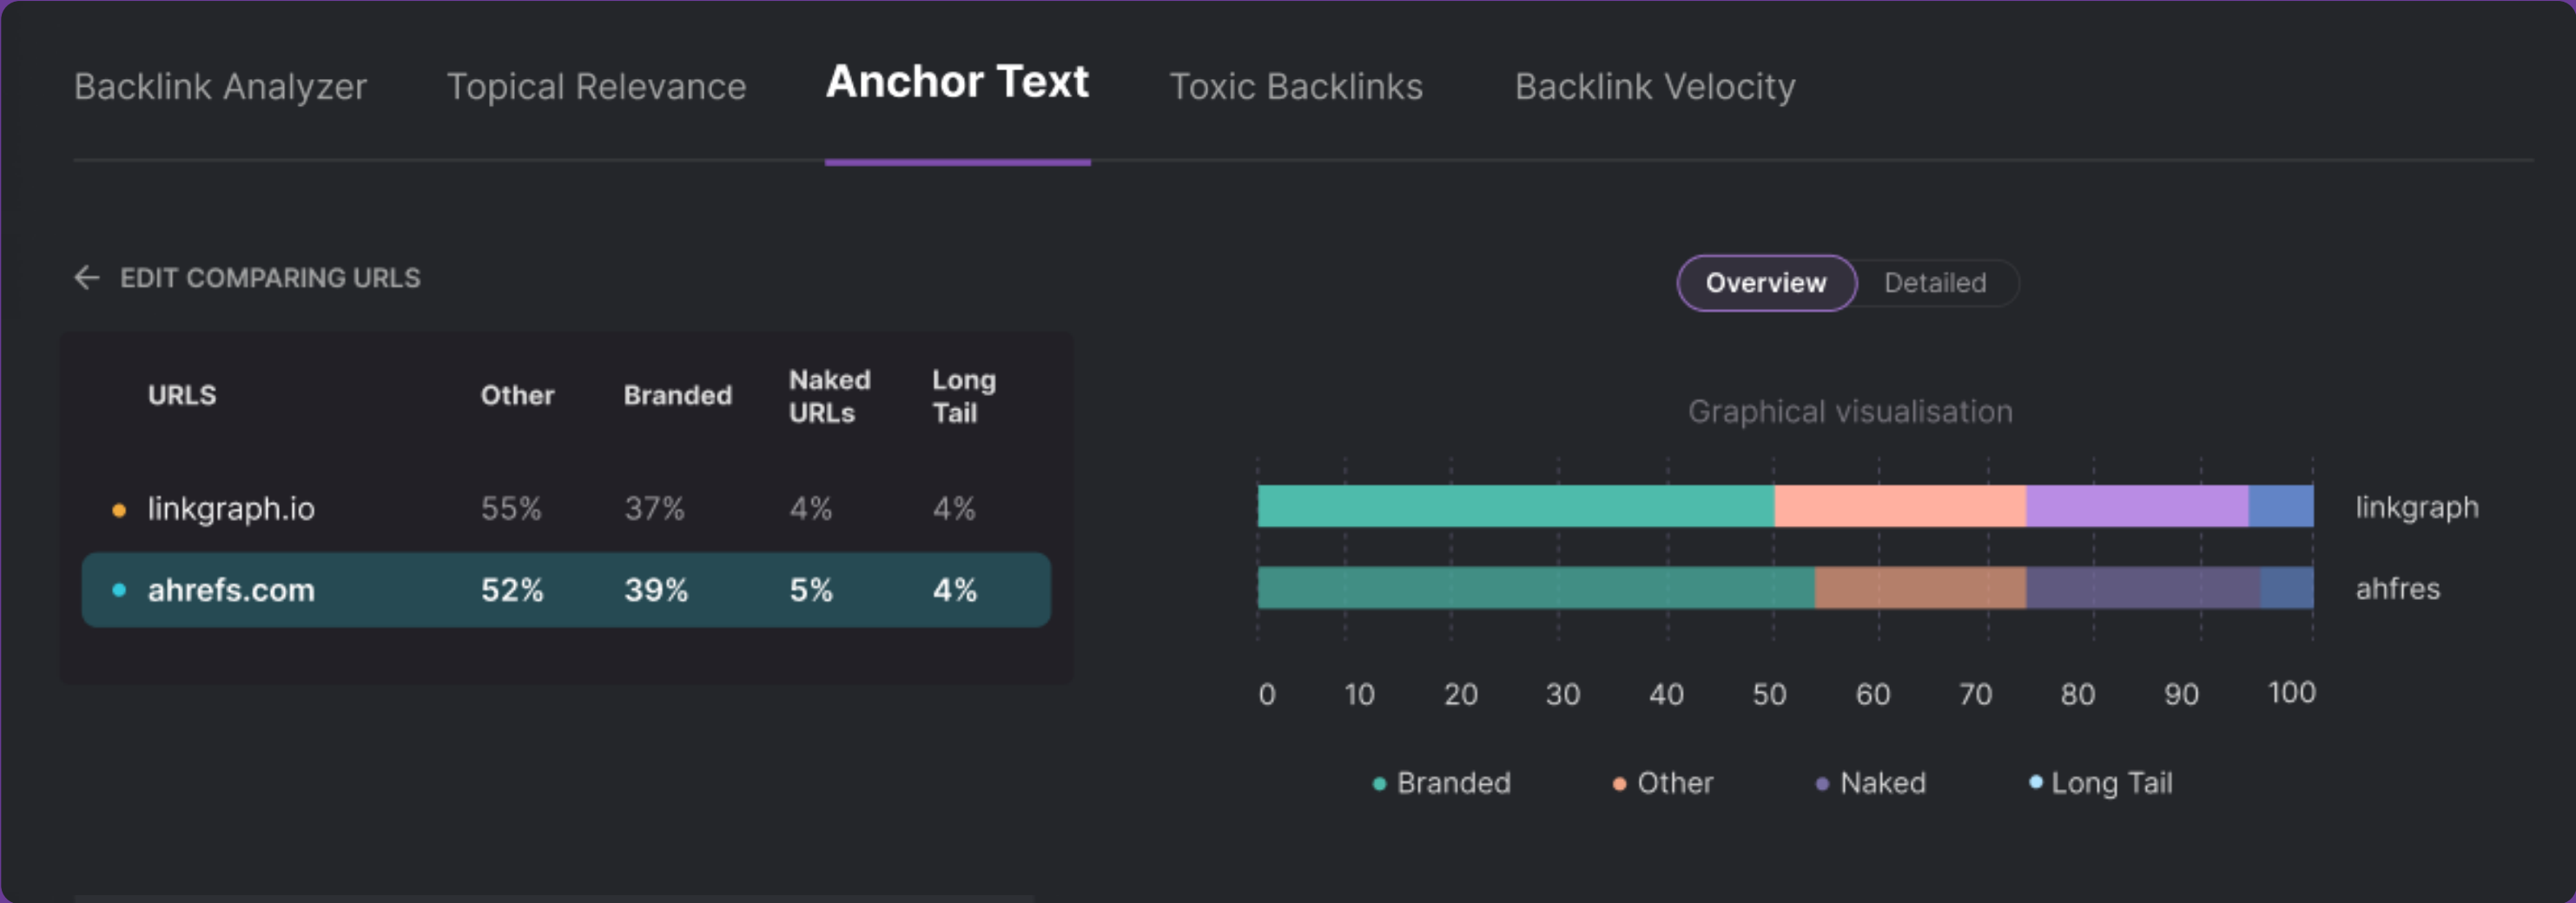 Backlink Analyzer Topical Relevance Anchor Text Toxic Backlinks Backlink Velocity
← EDIT COMPARING URLS
Overview Detailed
URLS Other Branded Naked URLs Long Tail
linkgraph.io 55% 37% 4% 4%
ahrefs.com 52% 39% 5% 4%
Graphical visualisation
linkgraph
ahfres
0 10 20 30 40 50 60 70 80 90 100
Branded Other Naked Long Tail